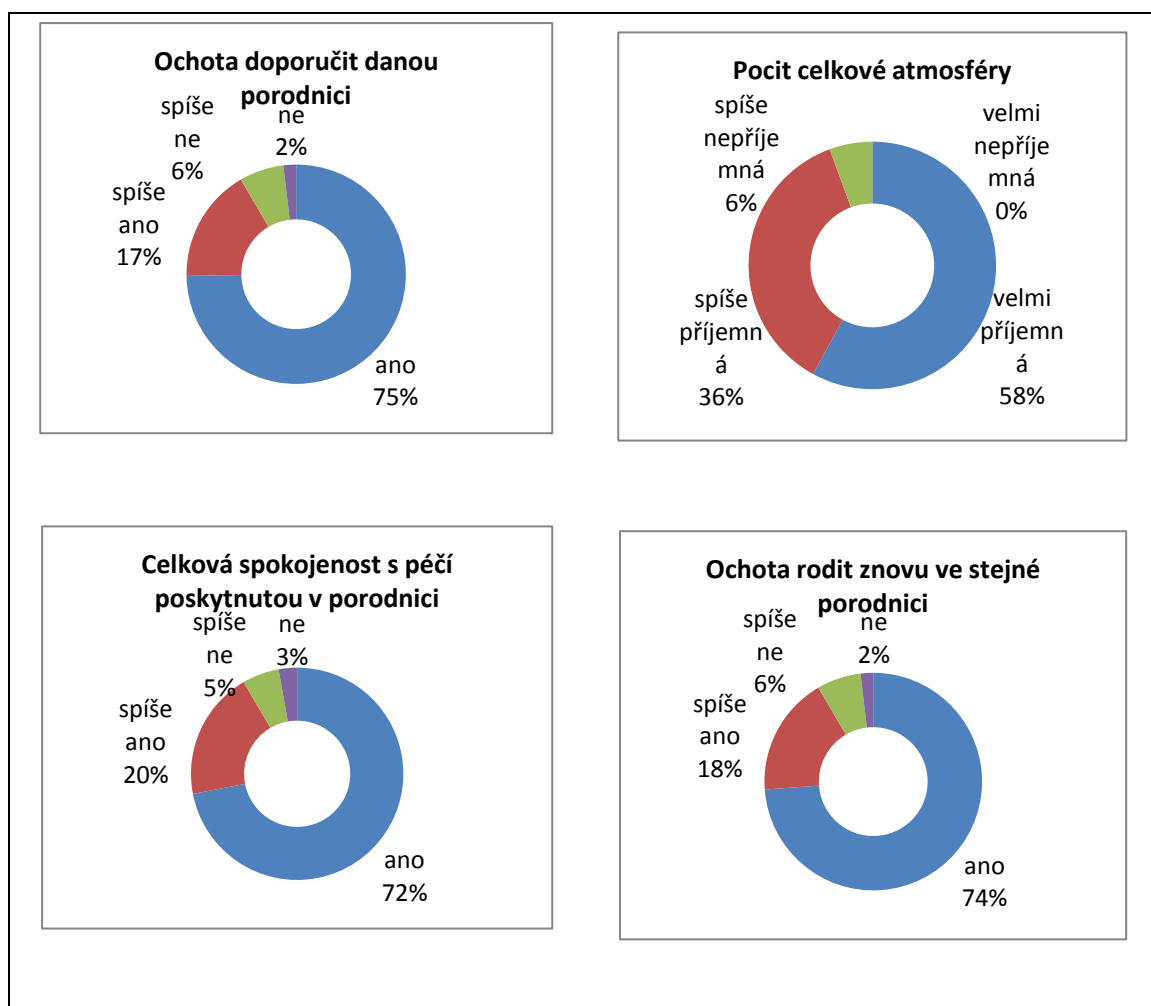 Ochota doporučit danou
porodnici
spíše
ne
6%
ne
2%
spíše
ano
17%
ano
75%
Pocit celkové atmosféry
spíše
nepříje
mná
6%
velmi
nepříje
mná
0%
spíše
příjemn
á
36%
velmi
příjemn
á
58%
Celková spokojenost s péčí
poskytnutou v porodnici
spíše
ne
5%
ne
3%
spíše
ano
20%
ano
72%
Ochota rodit znovu ve stejné
porodnici
spíše
ne
6%
ne
2%
spíše
ano
18%
ano
74%